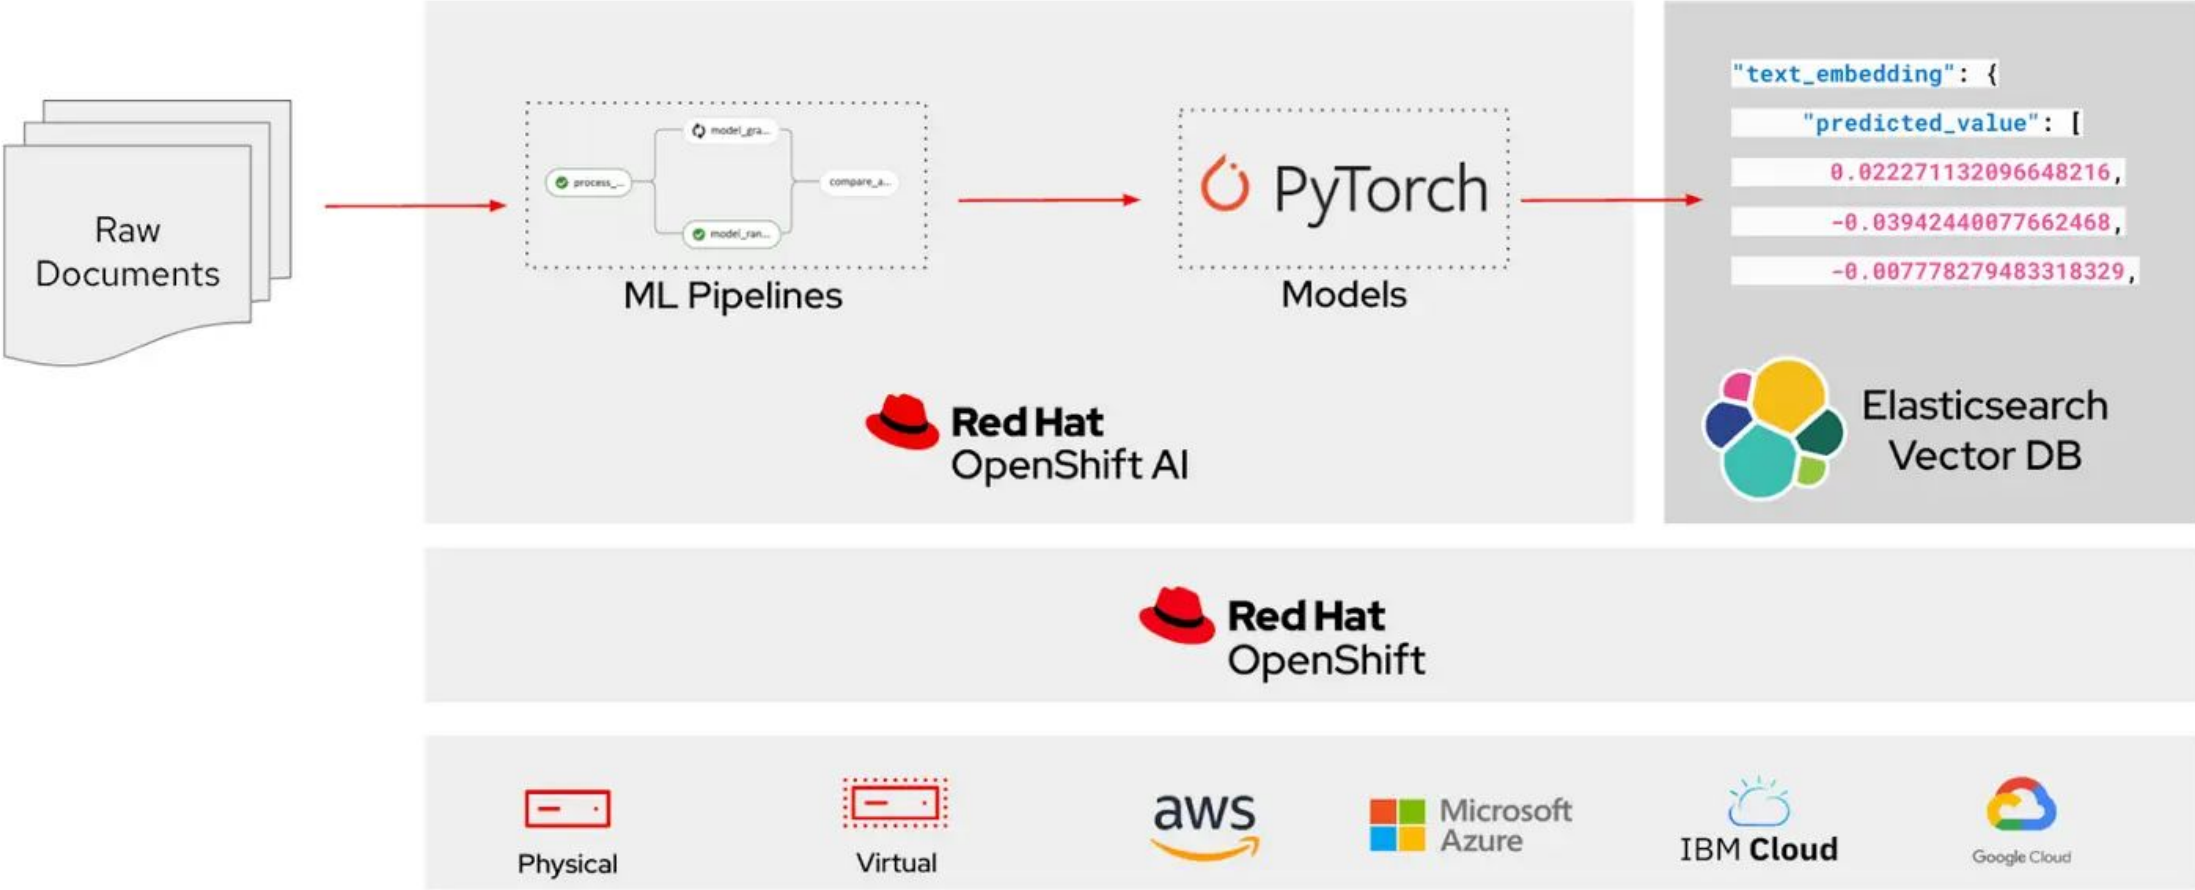 Raw
Documents
process_...
model_gra...
model_ran...
compare_a...
ML Pipelines
PyTorch
Models
Red Hat
OpenShift AI
"text_embedding": {
"predicted_value": [
0.022271132096648216,
-0.03942440077662468,
-0.007778279483318329,
Elasticsearch
Vector DB
Red Hat
OpenShift
Physical
Virtual
aws
Microsoft
Azure
IBM Cloud
Google Cloud